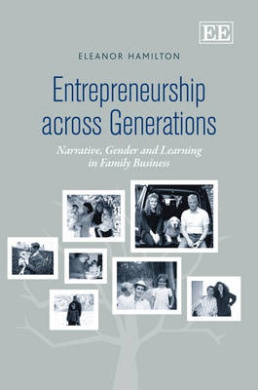 EE
ELEANOR HAMILTON
Entrepreneurship
across Generations
Narrative, Gender and Learning
in Family Business